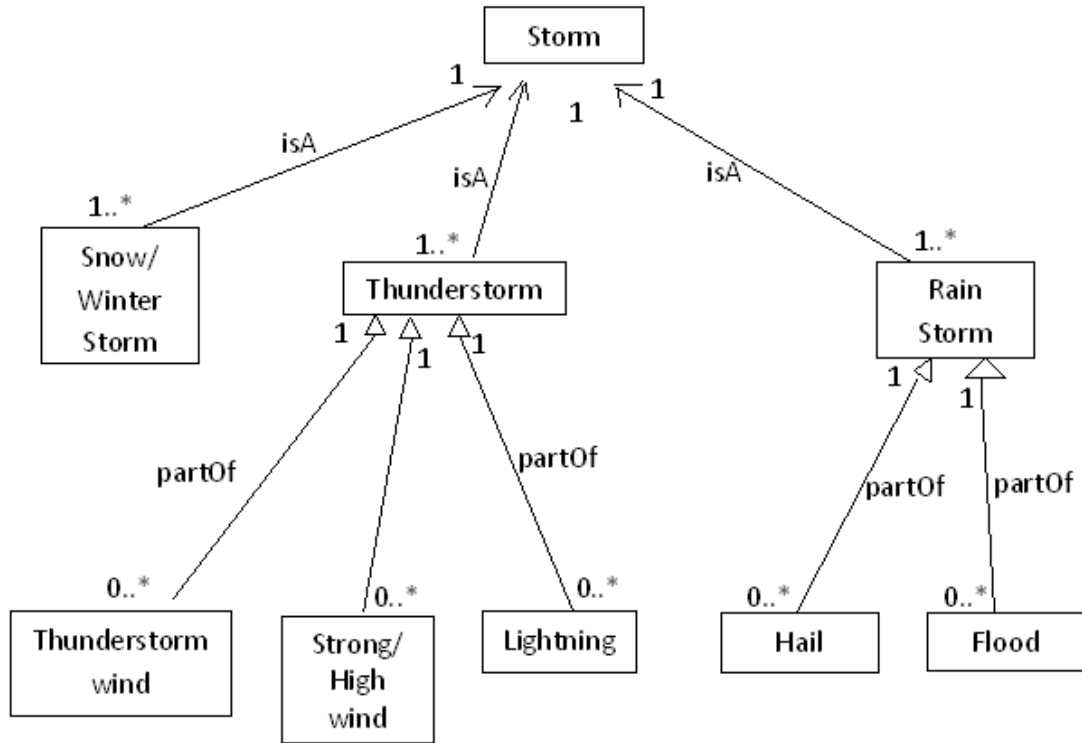 Storm
1
1
1
isA
isA
isA
1..*
1..*
1..*
Snow/
Winter
Storm
Thunderstorm
Rain
Storm
1
1
1
1
1
partOf
partOf
partOf
partOf
0..*
0..*
0..*
0..*
0..*
Thunderstorm
wind
Strong/
High
wind
Lightning
Hail
Flood